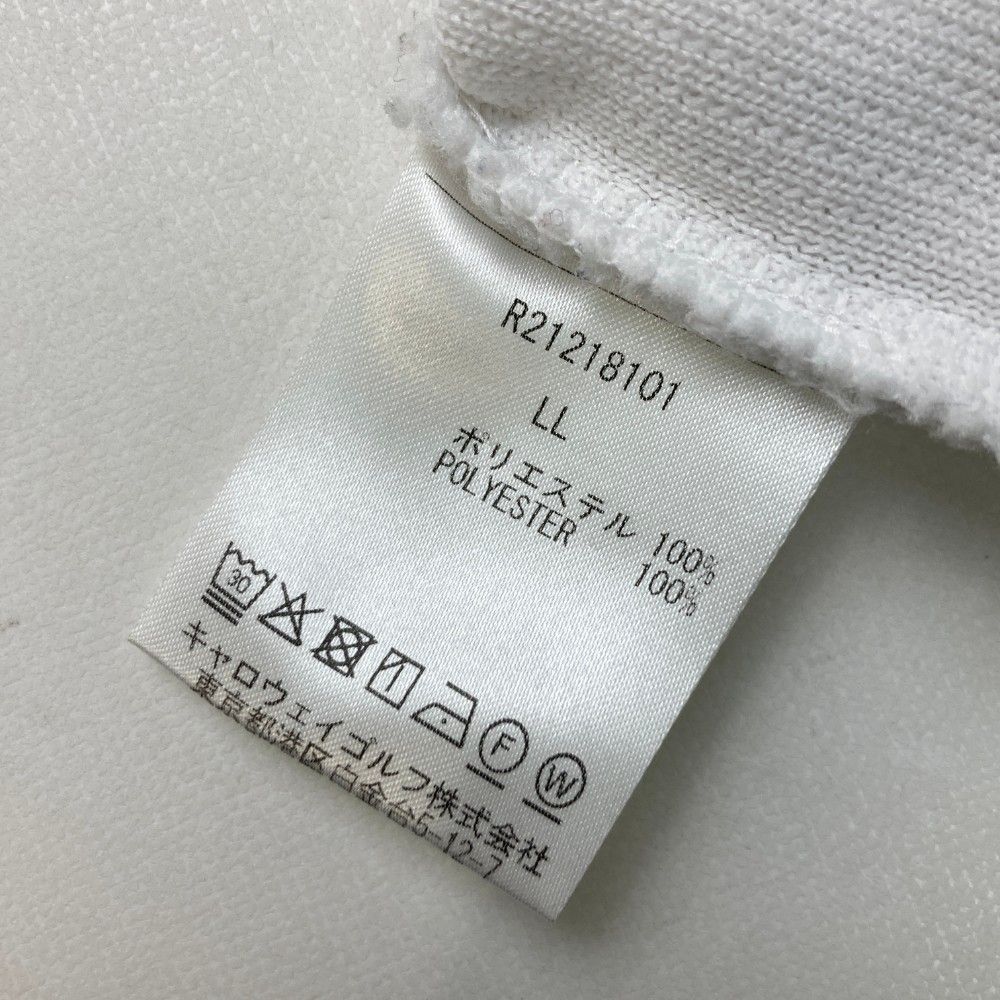 R21218101
LL
ポリエステル 100%
POLYESTER 100%
30
F W
キャロウェイゴルフ株式会社
東京都港区白金台5-12-7